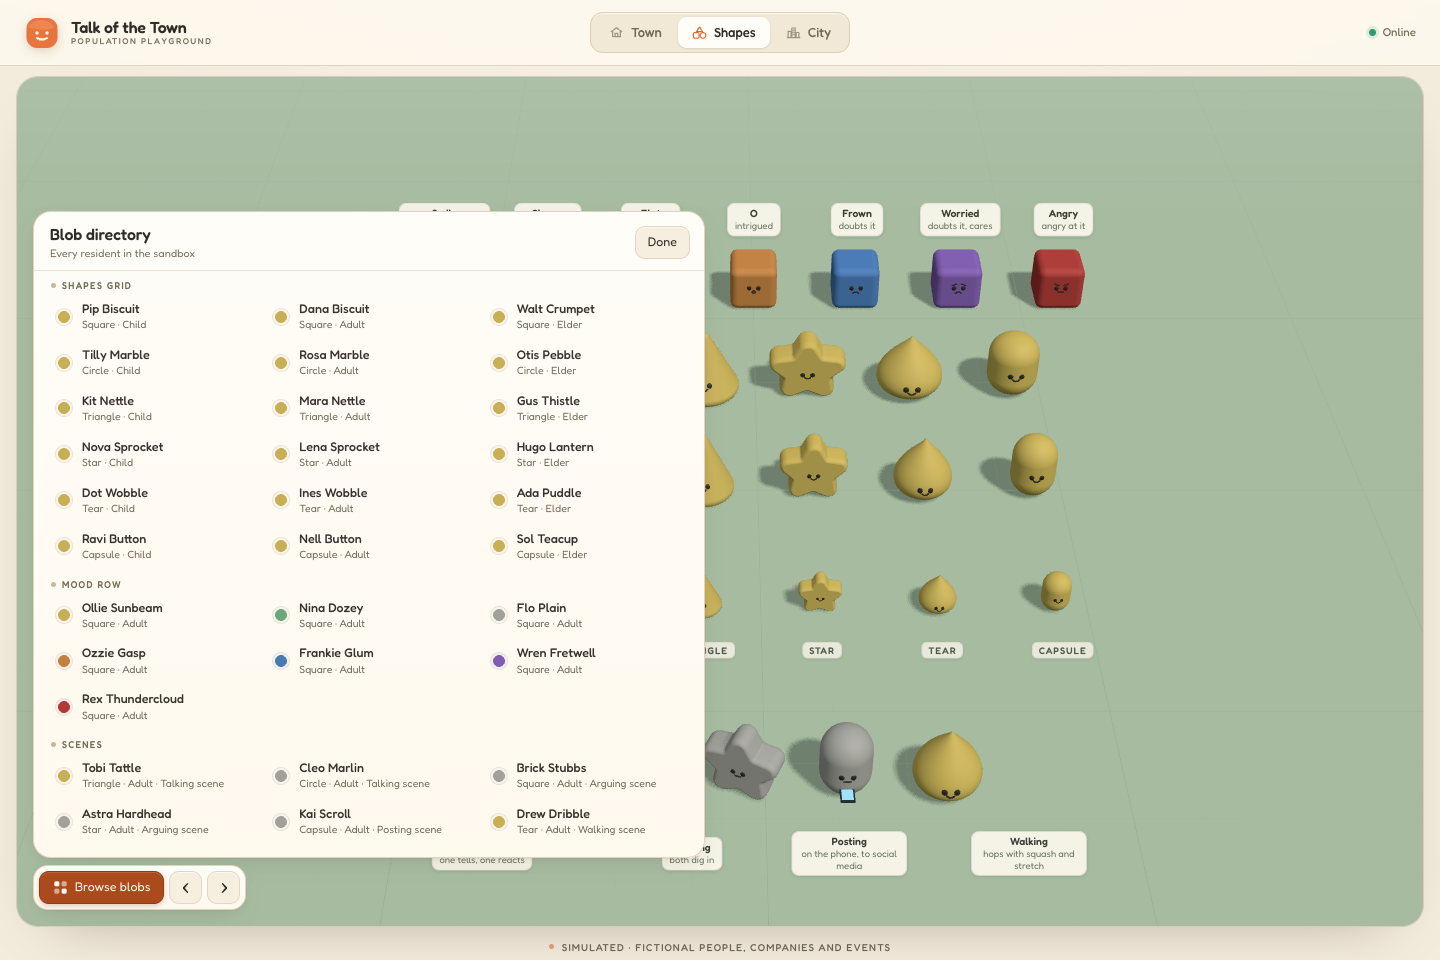 Talk of the Town
POPULATION PLAYGROUND
Town
Shapes
City
Online
O
intrigued
Frown
doubts it
Worried
doubts it, cares
Angry
angry at it
Blob directory
Every resident in the sandbox
Done
SHAPES GRID
Pip Biscuit
Square · Child
Dana Biscuit
Square · Adult
Walt Crumpet
Square · Elder
Tilly Marble
Circle · Child
Rosa Marble
Circle · Adult
Otis Pebble
Circle · Elder
Kit Nettle
Triangle · Child
Mara Nettle
Triangle · Adult
Gus Thistle
Triangle · Elder
Nova Sprocket
Star · Child
Lena Sprocket
Star · Adult
Hugo Lantern
Star · Elder
Dot Wobble
Tear · Child
Ines Wobble
Tear · Adult
Ada Puddle
Tear · Elder
Ravi Button
Capsule · Child
Nell Button
Capsule · Adult
Sol Teacup
Capsule · Elder
MOOD ROW
Ollie Sunbeam
Square · Adult
Nina Dozey
Square · Adult
Flo Plain
Square · Adult
Ozzie Gasp
Square · Adult
Frankie Glum
Square · Adult
Wren Fretwell
Square · Adult
Rex Thundercloud
Square · Adult
SCENES
Tobi Tattle
Triangle · Adult · Talking scene
Cleo Marlin
Circle · Adult · Talking scene
Brick Stubbs
Square · Adult · Arguing scene
Astra Hardhead
Star · Adult · Arguing scene
Kai Scroll
Capsule · Adult · Posting scene
Drew Dribble
Tear · Adult · Walking scene
STAR
TEAR
CAPSULE
one tells, one reacts
both dig in
Posting
on the phone, to social
media
Walking
hops with squash and
stretch
Browse blobs
SIMULATED · FICTIONAL PEOPLE, COMPANIES AND EVENTS